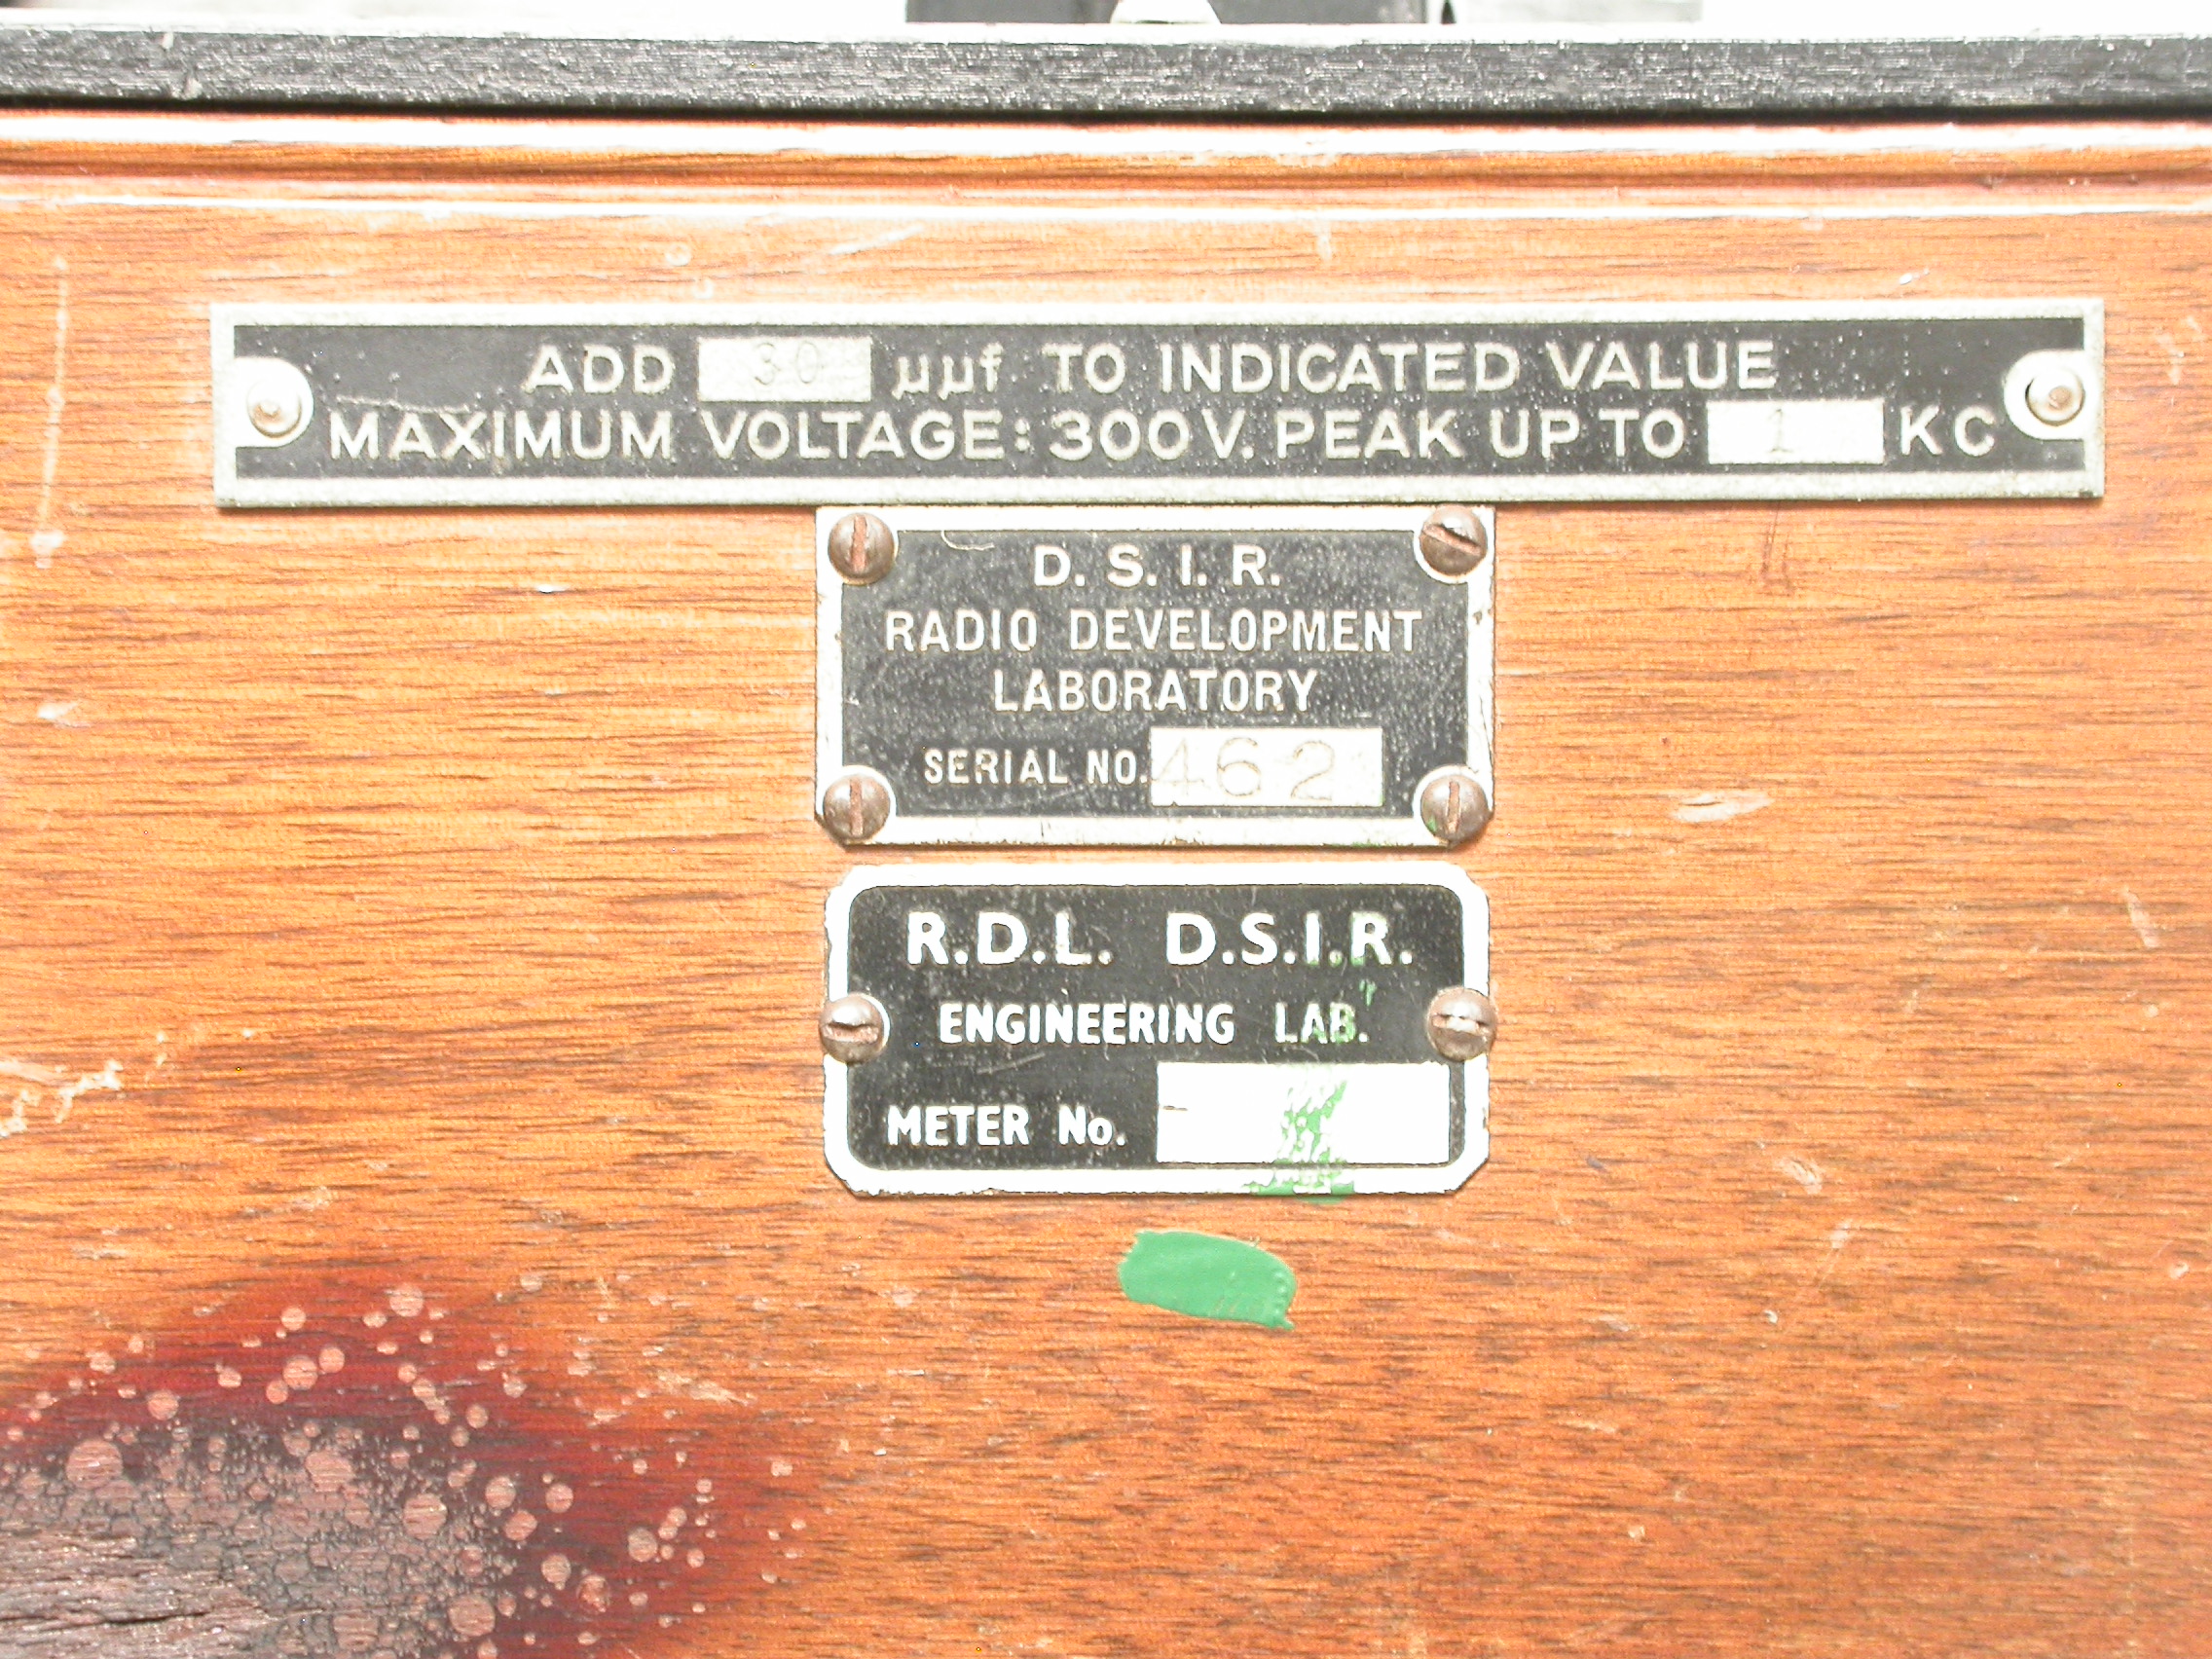 ADD 30 μμf TO INDICATED VALUE
MAXIMUM VOLTAGE: 300 V. PEAK UP TO 1 KC
D. S. I. R.
RADIO DEVELOPMENT
LABORATORY
SERIAL NO. 462
R.D.L. D.S.I.R.
ENGINEERING LAB.
METER No.